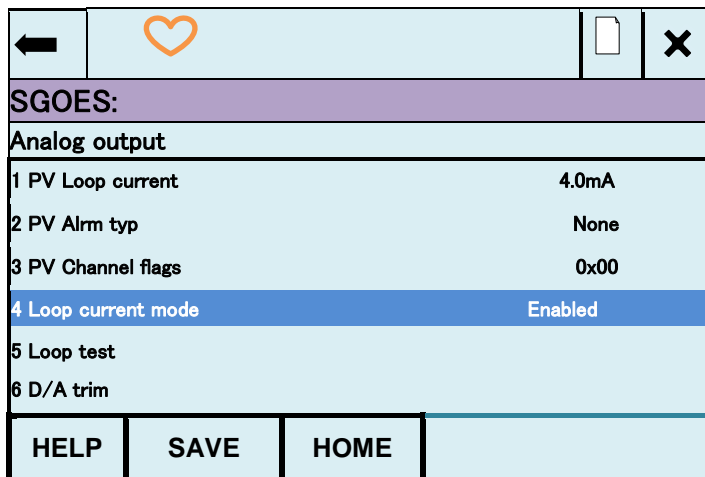 SGOES:
Analog output
1 PV Loop current 4.0mA
2 PV Alrm typ None
3 PV Channel flags 0x00
4 Loop current mode Enabled
5 Loop test
6 D/A trim
HELP SAVE HOME